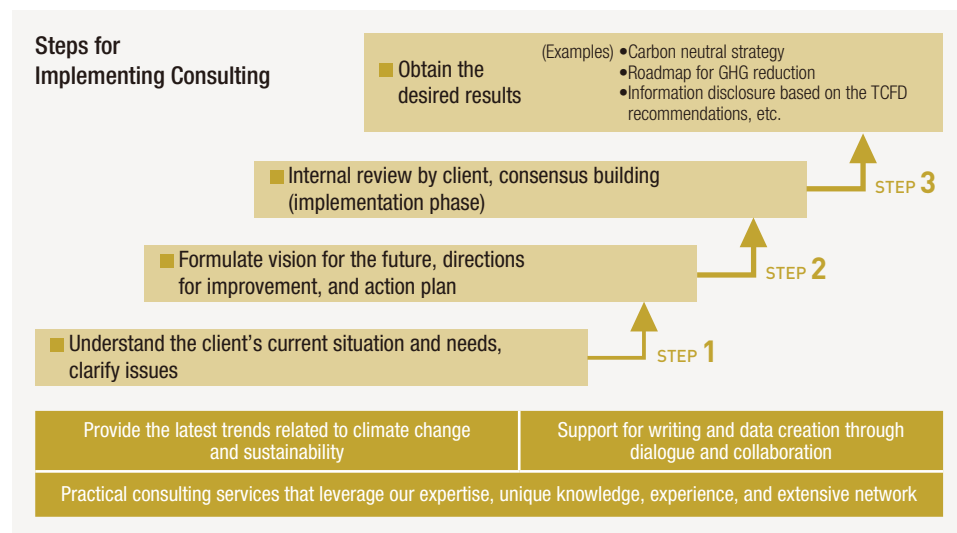 Steps for
Implementing Consulting
■ Obtain the
desired results
(Examples) •Carbon neutral strategy
•Roadmap for GHG reduction
•Information disclosure based on the TCFD
recommendations, etc.
STEP 3
■ Internal review by client, consensus building
(implementation phase)
STEP 2
■ Formulate vision for the future, directions
for improvement, and action plan
STEP 1
■ Understand the client’s current situation and needs,
clarify issues
Provide the latest trends related to climate change
and sustainability
Support for writing and data creation through
dialogue and collaboration
Practical consulting services that leverage our expertise, unique knowledge, experience, and extensive network